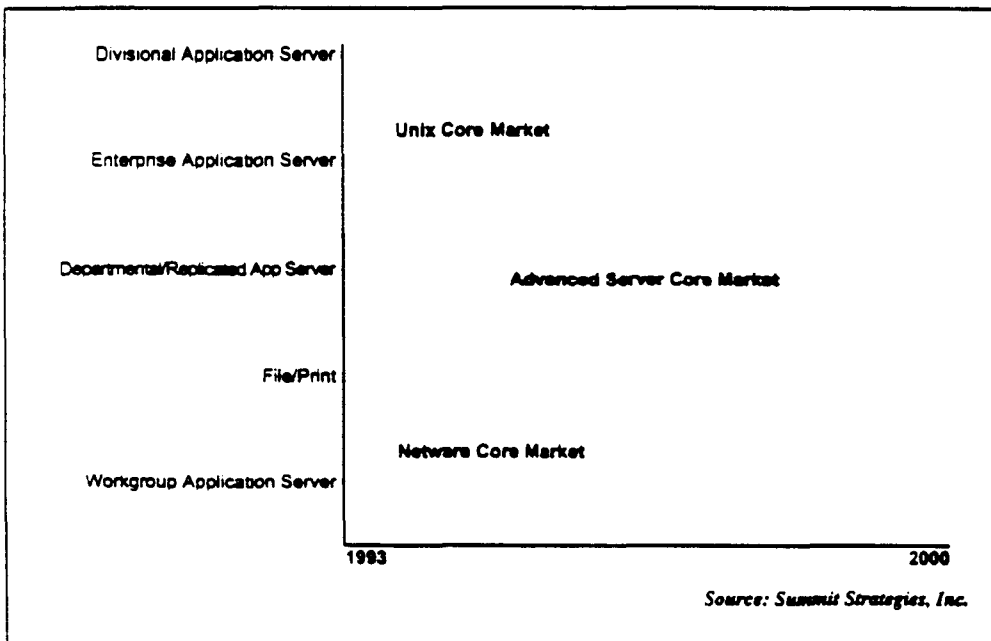 Divisional Application Server
Unix Core Market
Enterprise Application Server
Departmental/Replicated App Server
Advanced Server Core Market
File/Print
Netware Core Market
Workgroup Application Server
1993 2000
Source: Summit Strategies, Inc.